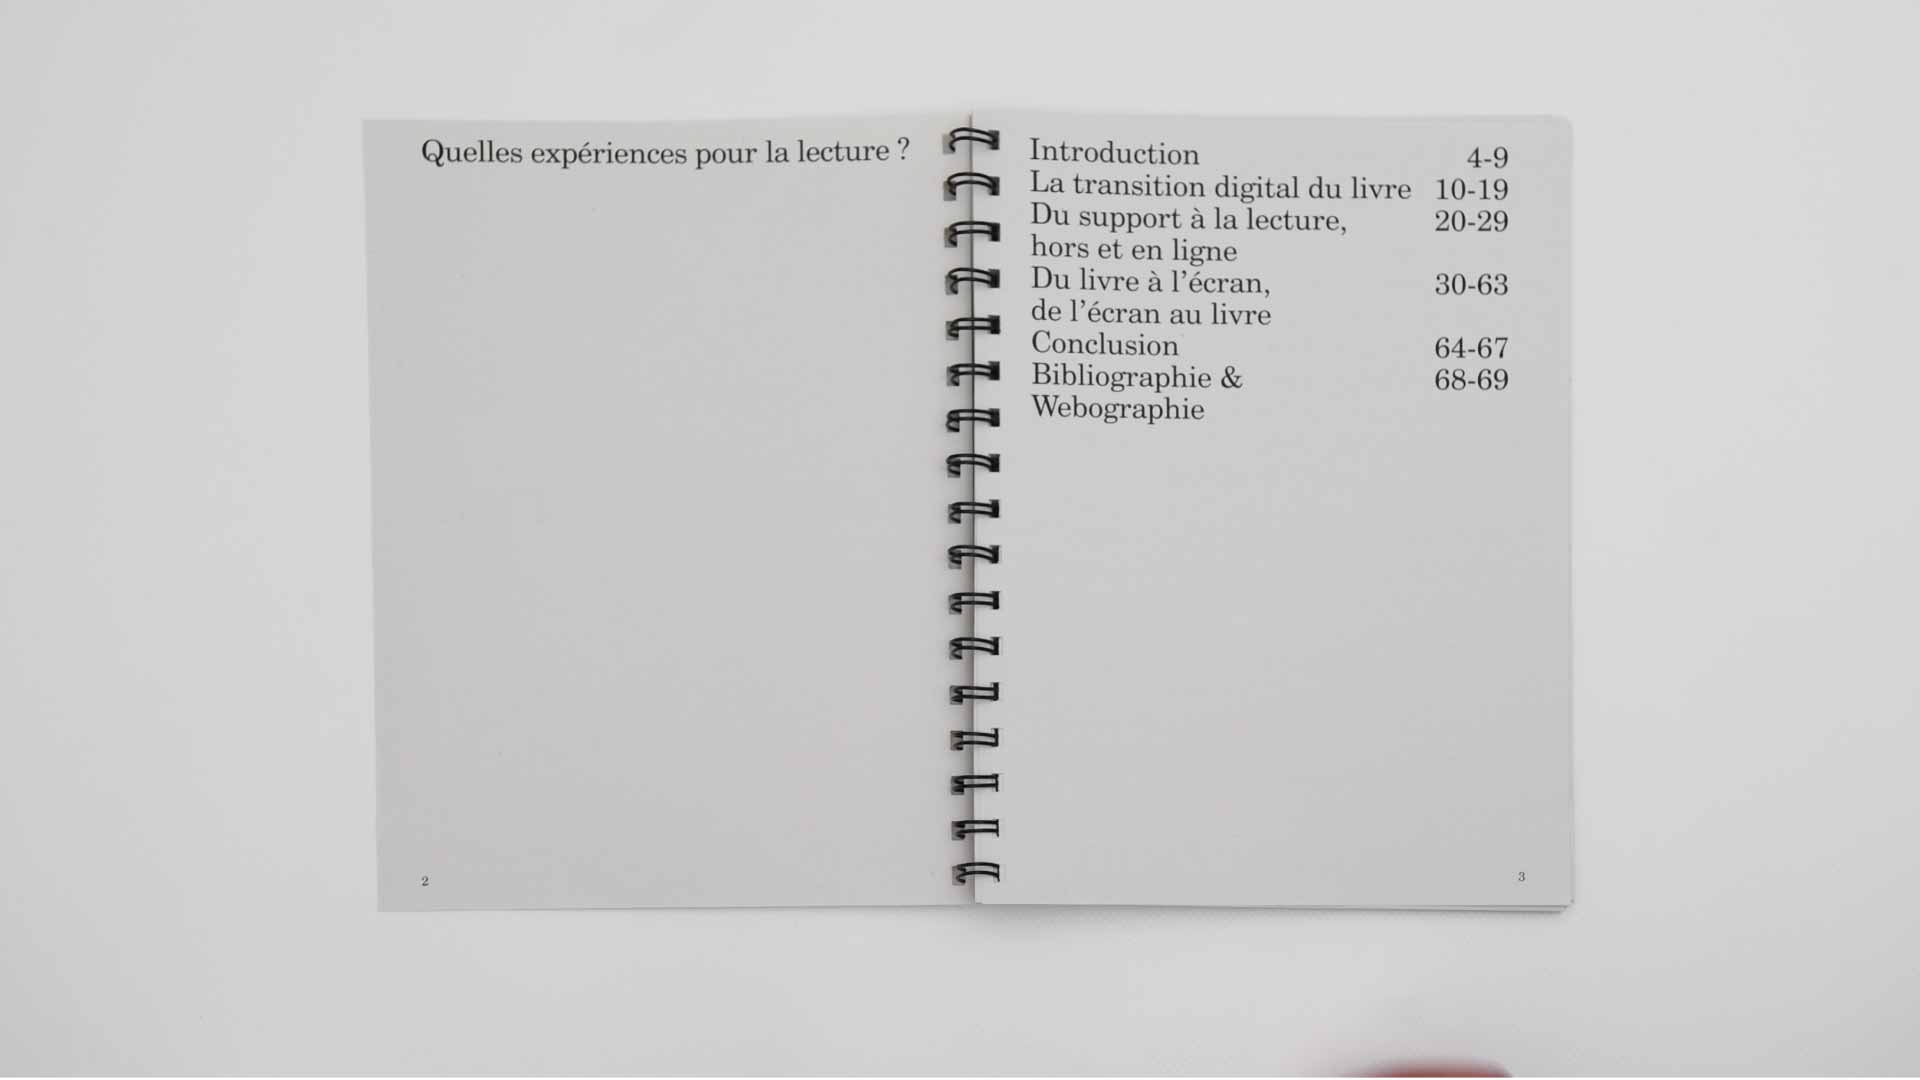 Quelles expériences pour la lecture ?
2
Introduction 4-9
La transition digital du livre 10-19
Du support à la lecture, 20-29
hors et en ligne
Du livre à l’écran, 30-63
de l’écran au livre
Conclusion 64-67
Bibliographie & 68-69
Webographie
3